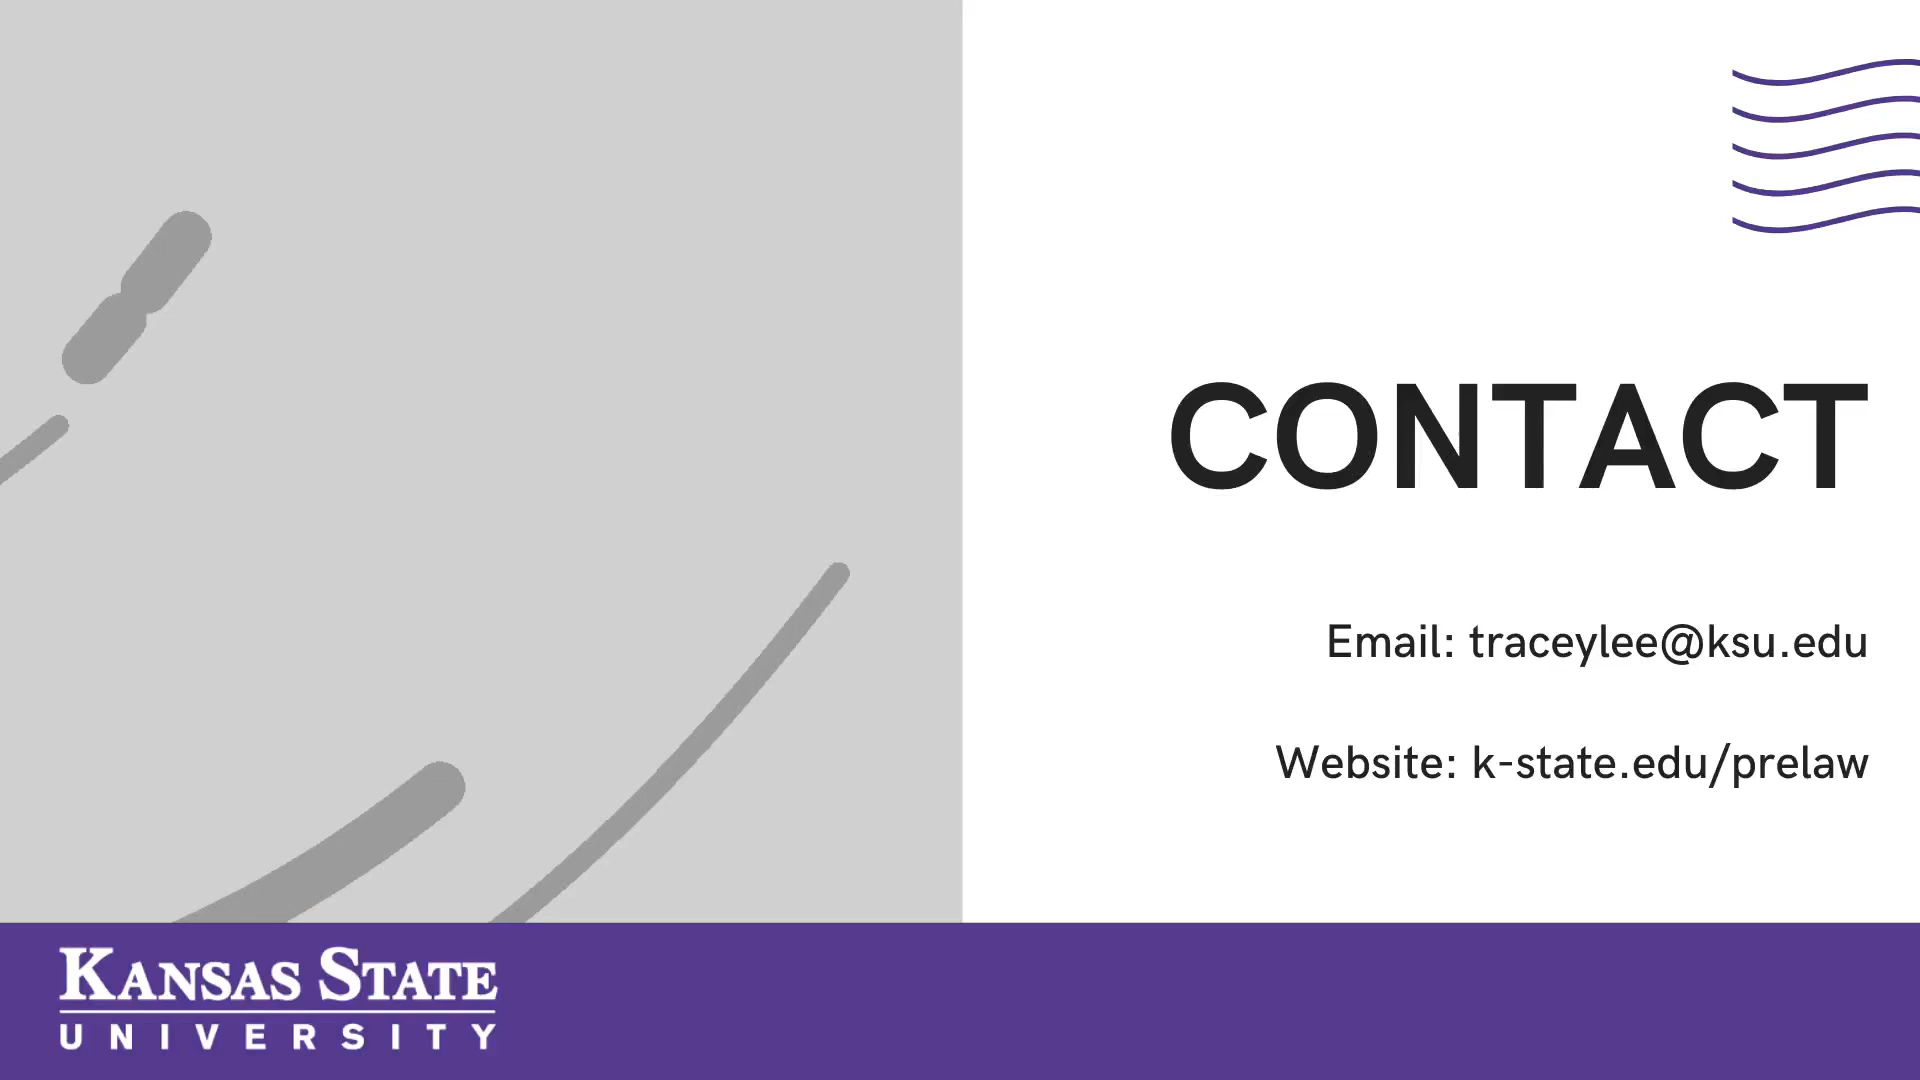 CONTACT
Email: traceylee@ksu.edu
Website: k-state.edu/prelaw
KANSAS STATE
UNIVERSITY